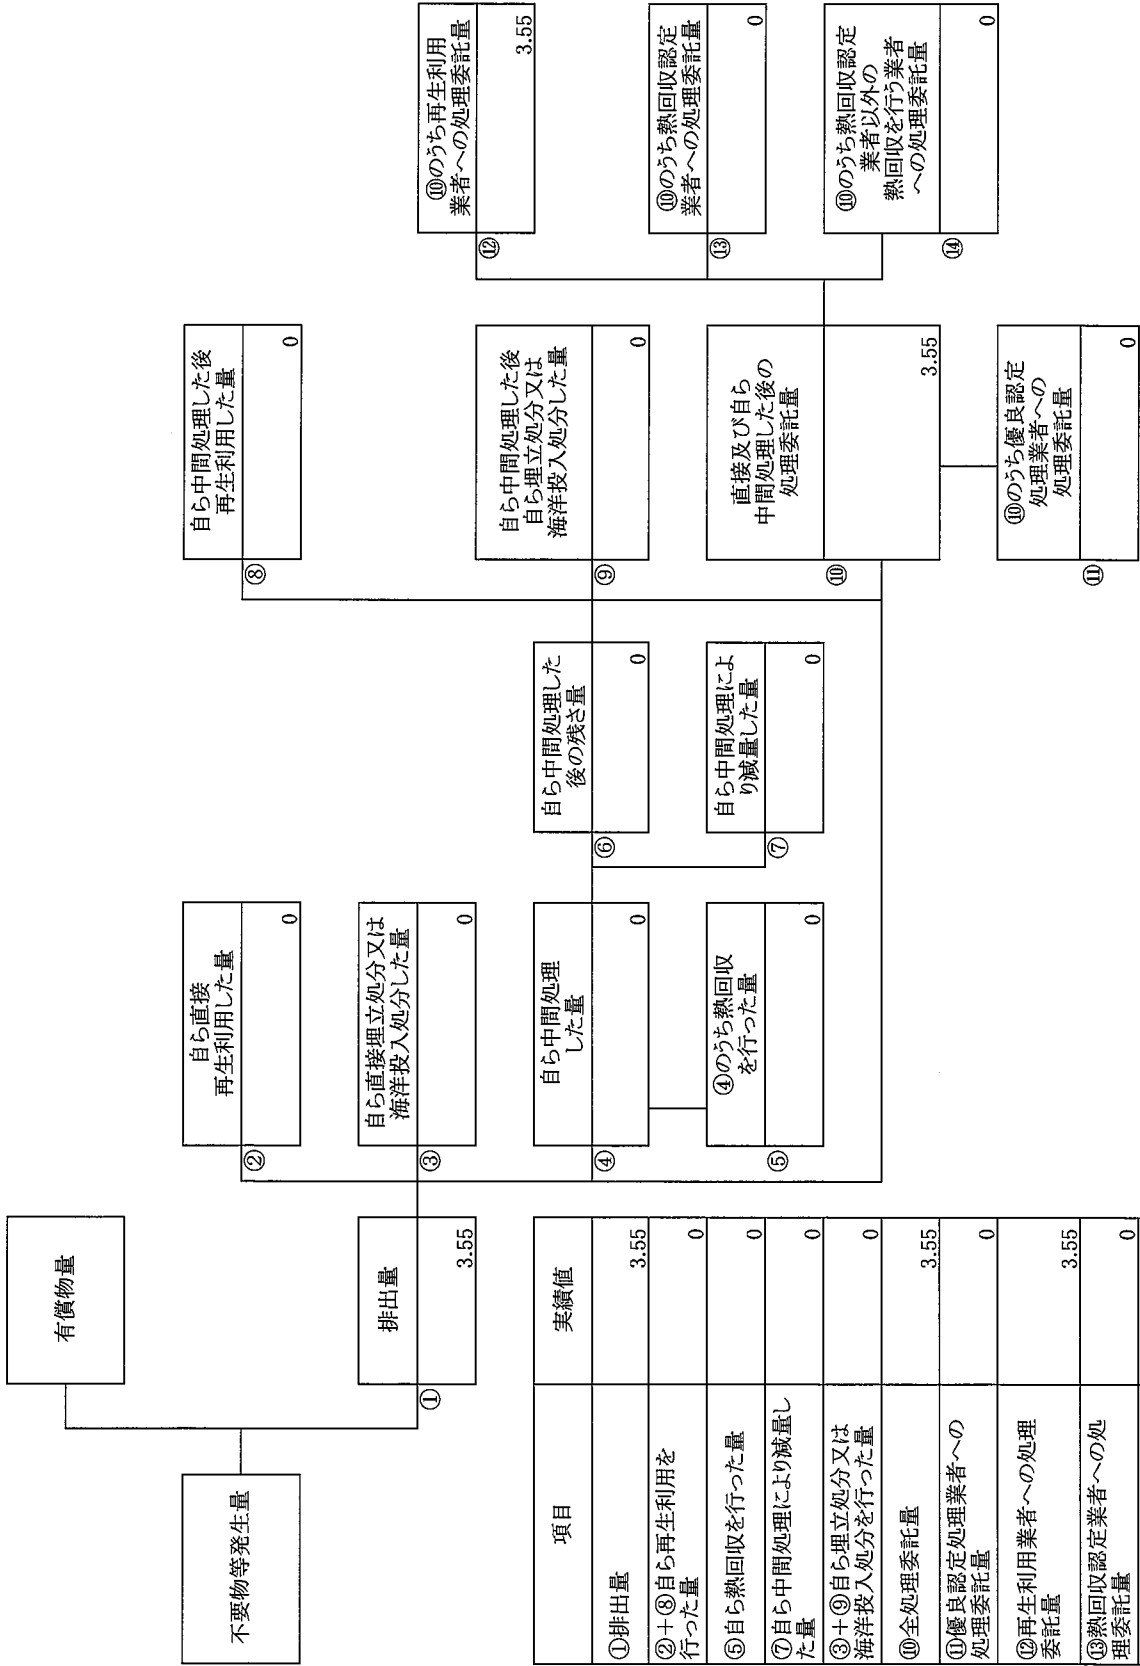 有償物量
不要物等発生量
排出量
①
3.55
自ら直接
再生利用した量
②
0
自ら直接埋立処分又は
海洋投入処分した量
③
0
自ら中間処理
した量
④
0
④のうち熱回収
を行った量
⑤
0
自ら中間処理した
後の残さ量
⑥
0
自ら中間処理によ
り減量した量
⑦
0
自ら中間処理した後
再生利用した量
⑧
0
自ら中間処理した後
自ら埋立処分又は
海洋投入処分した量
⑨
0
直接及び自ら
中間処理した後の
処理委託量
⑩
3.55
⑩のうち優良認定
処理業者への
処理委託量
⑪
0
⑩のうち再生利用
業者への処理委託量
⑫
3.55
⑩のうち熱回収認定
業者への処理委託量
⑬
0
⑩のうち熱回収認定
業者以外の
熱回収を行う業者
への処理委託量
⑭
0
項目 実績値
①排出量 3.55
②+⑧自ら再生利用を
行った量 0
⑤自ら熱回収を行った量 0
⑦自ら中間処理により減量し
た量 0
③+⑨自ら埋立処分又は
海洋投入処分を行った量 0
⑩全処理委託量 3.55
⑪優良認定処理業者への
処理委託量 0
⑫再生利用業者への処理
委託量 3.55
⑬熱回収認定業者への処
理委託量 0